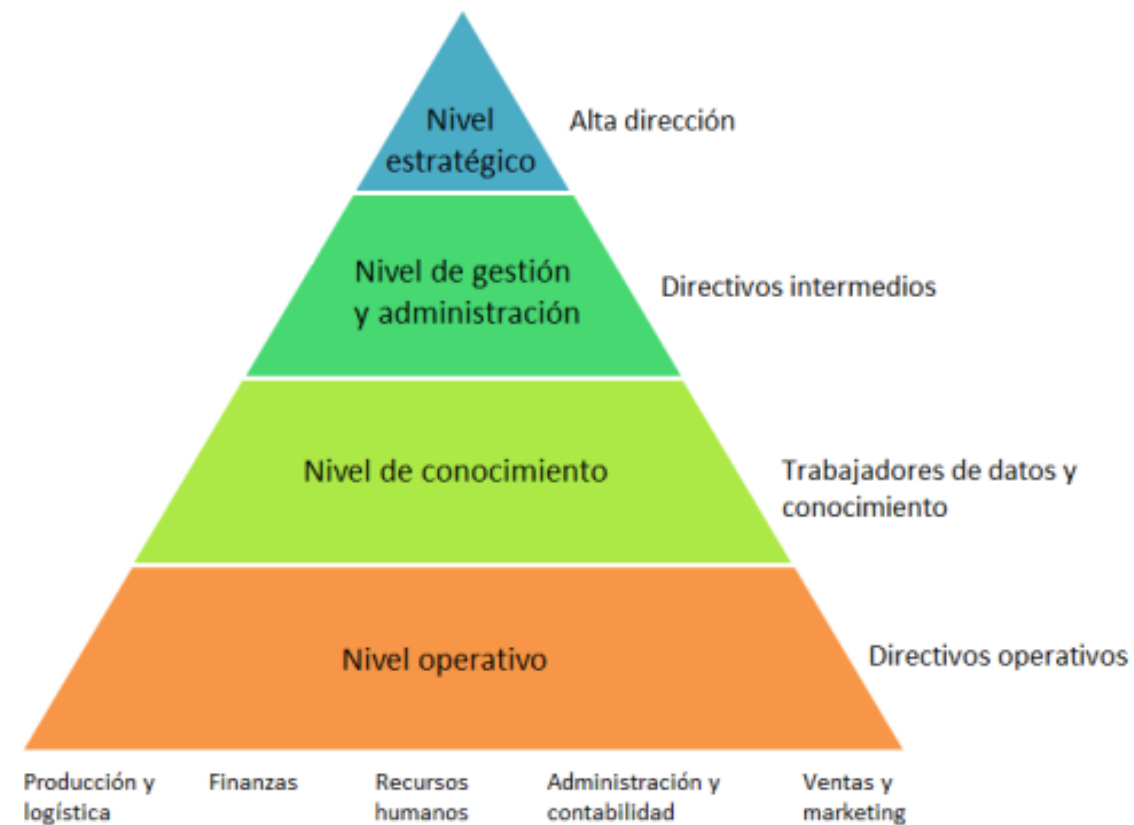 Nivel
estratégico
Alta dirección
Nivel de gestión
y administración
Directivos intermedios
Nivel de conocimiento
Trabajadores de datos y
conocimiento
Nivel operativo
Directivos operativos
Producción y
logística
Finanzas
Recursos
humanos
Administración y
contabilidad
Ventas y
marketing